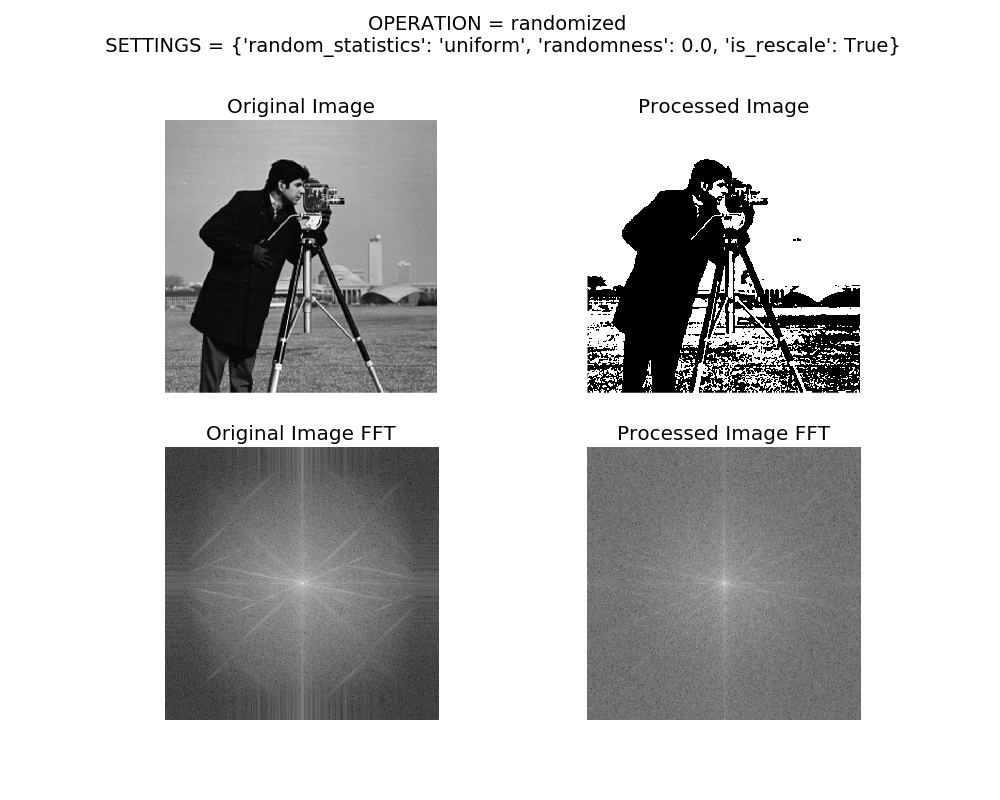 OPERATION = randomized
SETTINGS = {'random_statistics': 'uniform', 'randomness': 0.0, 'is_rescale': True}
Original Image
Processed Image
Original Image FFT
Processed Image FFT